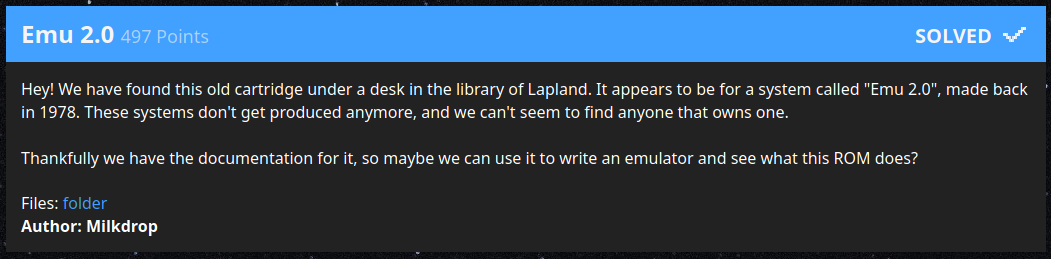 Emu 2.0 497 Points SOLVED
Hey! We have found this old cartridge under a desk in the library of Lapland. It appears to be for a system called "Emu 2.0", made back
in 1978. These systems don't get produced anymore, and we can't seem to find anyone that owns one.
Thankfully we have the documentation for it, so maybe we can use it to write an emulator and see what this ROM does?
Files: folder
Author: Milkdrop